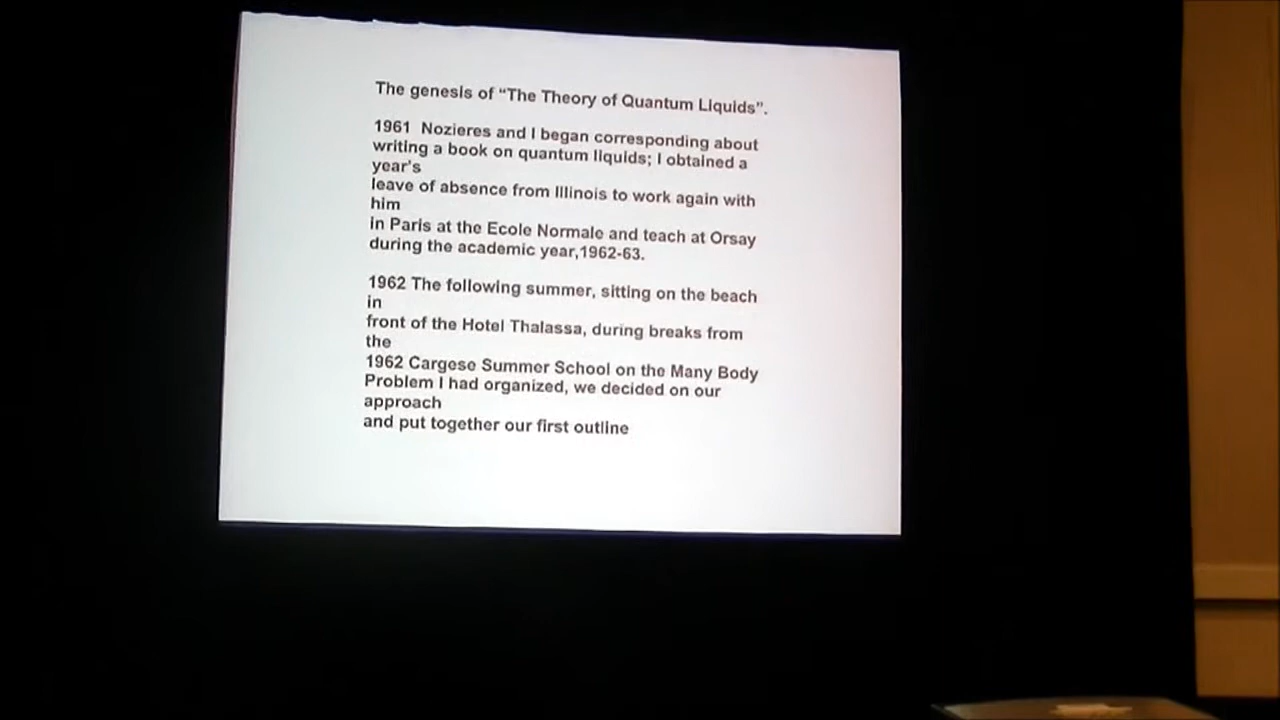 The genesis of “The Theory of Quantum Liquids”.
1961 Nozieres and I began corresponding about
writing a book on quantum liquids; I obtained a
year's
leave of absence from Illinois to work again with
him
in Paris at the Ecole Normale and teach at Orsay
during the academic year,1962-63.
1962 The following summer, sitting on the beach
in
front of the Hotel Thalassa, during breaks from
the
1962 Cargese Summer School on the Many Body
Problem I had organized, we decided on our
approach
and put together our first outline